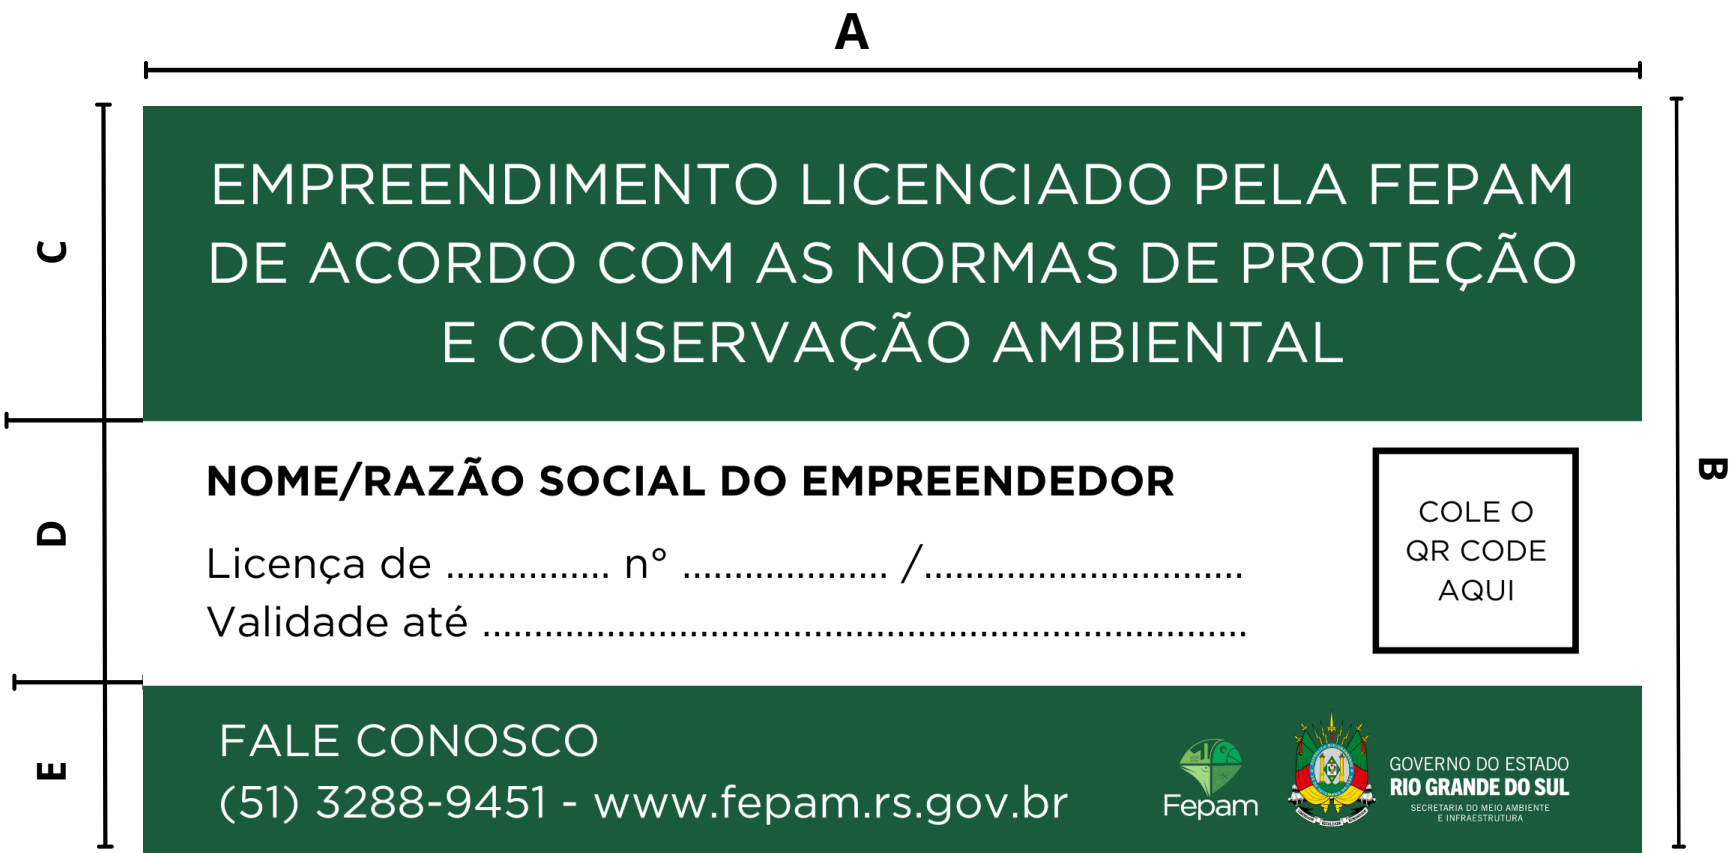 A
C
EMPREENDIMENTO LICENCIADO PELA FEPAM
DE ACORDO COM AS NORMAS DE PROTEÇÃO
E CONSERVAÇÃO AMBIENTAL
B
D
NOME/RAZÃO SOCIAL DO EMPREENDEDOR
Licença de ................ n° .................... /...............................
Validade até ..........................................................................
COLE O
QR CODE
AQUI
E
FALE CONOSCO
(51) 3288-9451 - www.fepam.rs.gov.br
Fepam
GOVERNO DO ESTADO
RIO GRANDE DO SUL
SECRETARIA DO MEIO AMBIENTE
E INFRAESTRUTURA